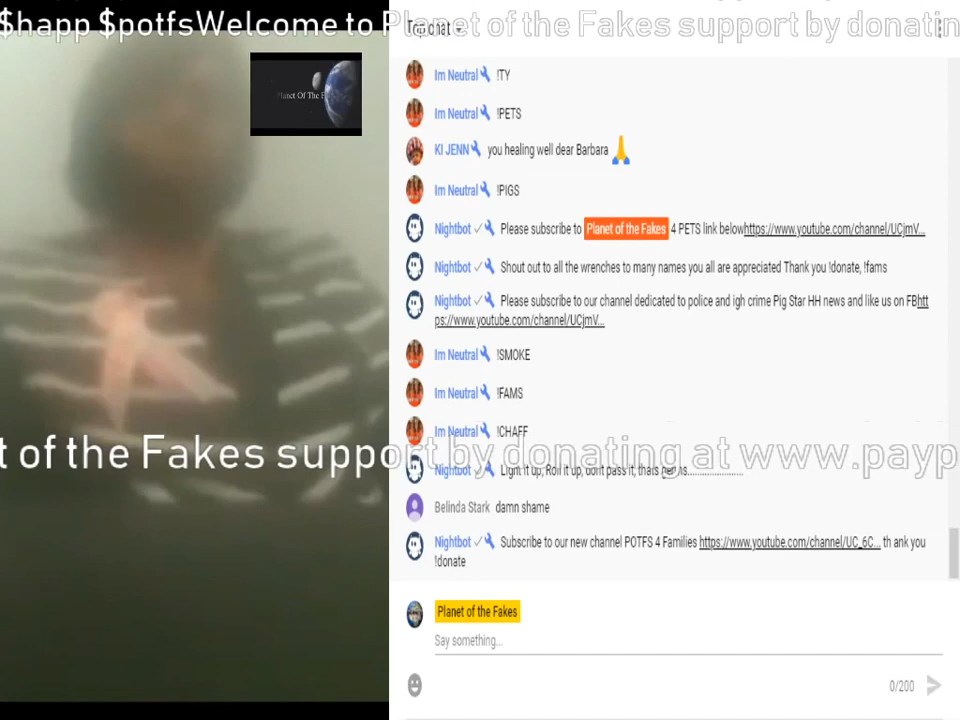 $happ $potfsWelcome to Planet of the Fakes support by donatin
Top chat
Planet Of The F
Im Neutral !TY
Im Neutral !PETS
KI JENN you healing well dear Barbara
Im Neutral !PIGS
Nightbot Please subscribe to Planet of the Fakes 4 PETS link belowhttps://www.youtube.com/channel/UCjmV...
Nightbot Shout out to all the wrenches to many names you all are appreciated Thank you !donate, !fams
Nightbot Please subscribe to our channel dedicated to police and igh crime Pig Star HH news and like us on FBhtt
ps://www.youtube.com/channel/UCjmV...
Im Neutral !SMOKE
Im Neutral !FAMS
Im Neutral !CHAFF
t of the Fakes support by donating at www.payp
Nightbot Light it up, Roll it up, dont pass it, thats
Belinda Stark damn shame
Nightbot Subscribe to our new channel POTFS 4 Families https://www.youtube.com/channel/UC_6C... th ank you
!donate
Planet of the Fakes
Say something...
0/200